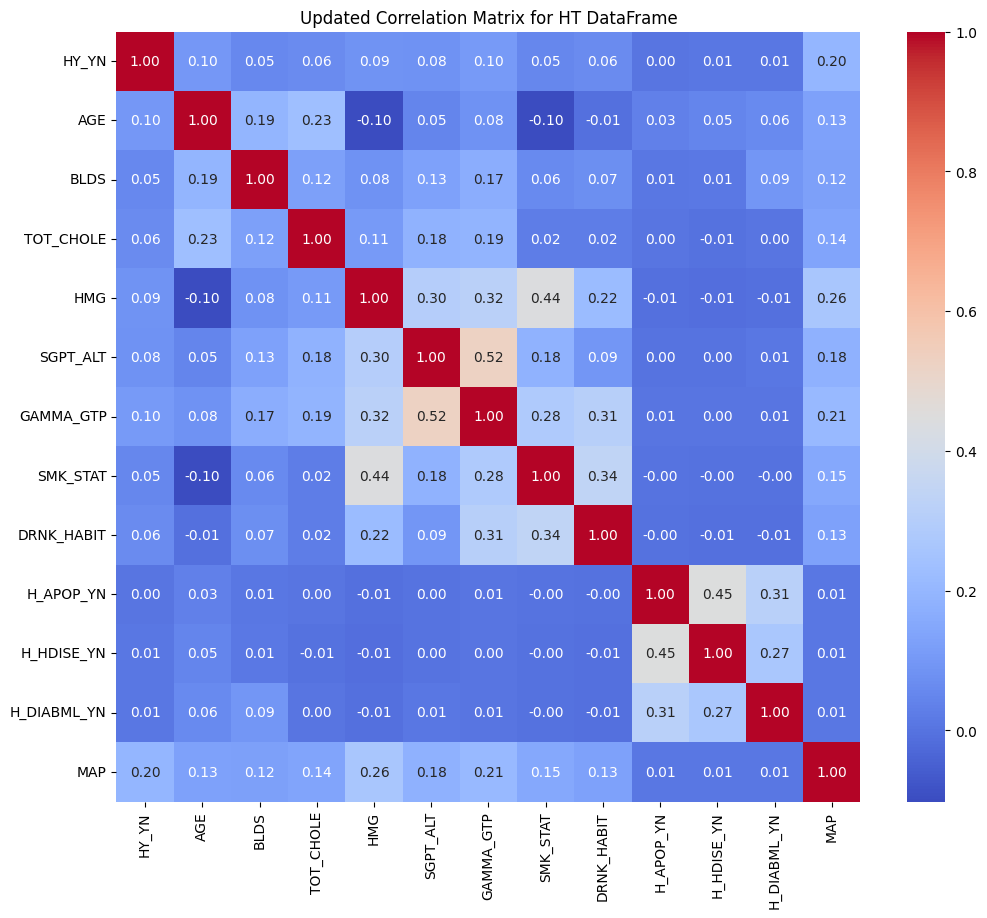 Updated Correlation Matrix for HT DataFrame
HY_YN 1.00 0.10 0.05 0.06 0.09 0.08 0.10 0.05 0.06 0.00 0.01 0.01 0.20
AGE 0.10 1.00 0.19 0.23 -0.10 0.05 0.08 -0.10 -0.01 0.03 0.05 0.06 0.13
BLDS 0.05 0.19 1.00 0.12 0.08 0.13 0.17 0.06 0.07 0.01 0.01 0.09 0.12
TOT_CHOLE 0.06 0.23 0.12 1.00 0.11 0.18 0.19 0.02 0.02 0.00 -0.01 0.00 0.14
HMG 0.09 -0.10 0.08 0.11 1.00 0.30 0.32 0.44 0.22 -0.01 -0.01 -0.01 0.26
SGPT_ALT 0.08 0.05 0.13 0.18 0.30 1.00 0.52 0.18 0.09 0.00 0.00 0.01 0.18
GAMMA_GTP 0.10 0.08 0.17 0.19 0.32 0.52 1.00 0.28 0.31 0.01 0.00 0.01 0.21
SMK_STAT 0.05 -0.10 0.06 0.02 0.44 0.18 0.28 1.00 0.34 -0.00 -0.00 -0.00 0.15
DRNK_HABIT 0.06 -0.01 0.07 0.02 0.22 0.09 0.31 0.34 1.00 -0.00 -0.01 -0.01 0.13
H_APOP_YN 0.00 0.03 0.01 0.00 -0.01 0.00 0.01 -0.00 -0.00 1.00 0.45 0.31 0.01
H_HDISE_YN 0.01 0.05 0.01 -0.01 -0.01 0.00 0.00 -0.00 -0.01 0.45 1.00 0.27 0.01
H_DIABML_YN 0.01 0.06 0.09 0.00 -0.01 0.01 0.01 -0.00 -0.01 0.31 0.27 1.00 0.01
MAP 0.20 0.13 0.12 0.14 0.26 0.18 0.21 0.15 0.13 0.01 0.01 0.01 1.00
HY_YN AGE BLDS TOT_CHOLE HMG SGPT_ALT GAMMA_GTP SMK_STAT DRNK_HABIT H_APOP_YN H_HDISE_YN H_DIABML_YN MAP
1.0
0.8
0.6
0.4
0.2
0.0